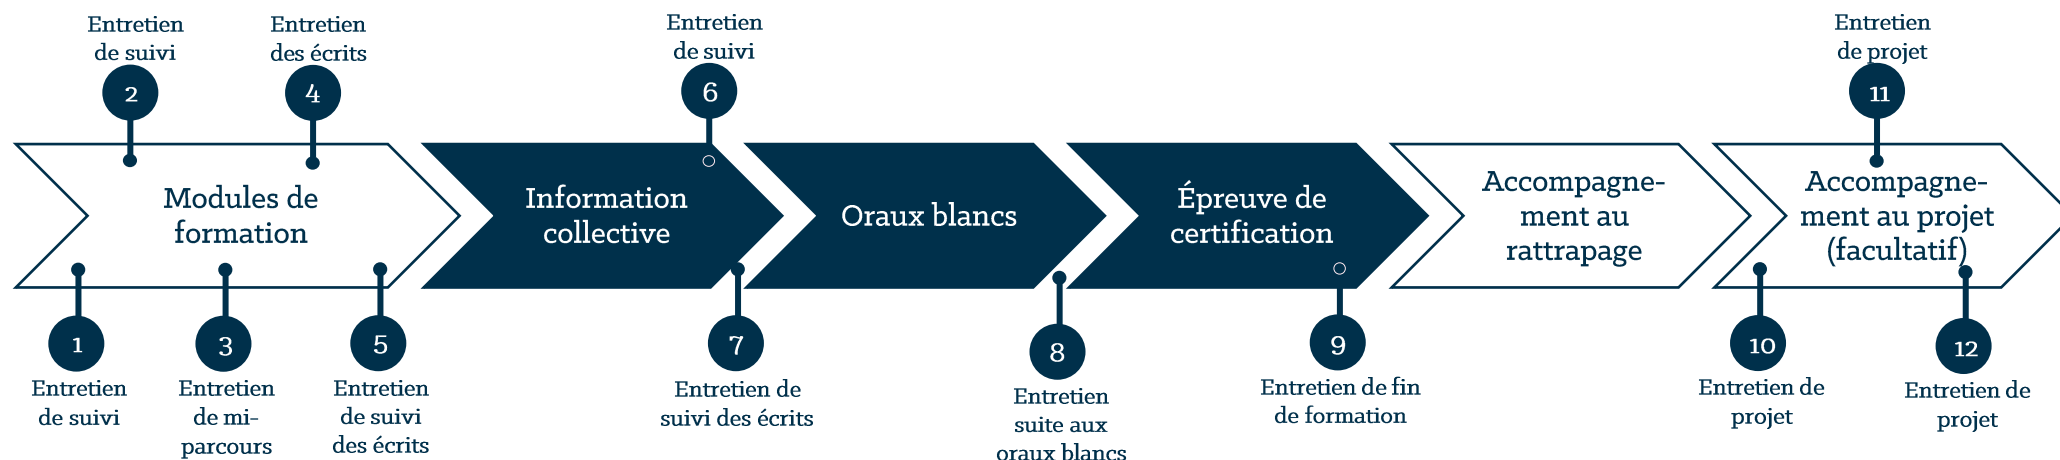 Entretien
de suivi
2
Entretien
des écrits
4
Entretien
de suivi
6
Entretien
de projet
11
Modules de
formation
Information
collective
Oraux blancs
Épreuve de
certification
Accompagne-
ment au
rattrapage
Accompagne-
ment au projet
(facultatif)
1
Entretien
de suivi
3
Entretien
de mi-
parcours
5
Entretien
de suivi
des écrits
7
Entretien de
suivi des écrits
8
Entretien
suite aux
oraux blancs
9
Entretien de fin
de formation
10
Entretien de
projet
12
Entretien de
projet